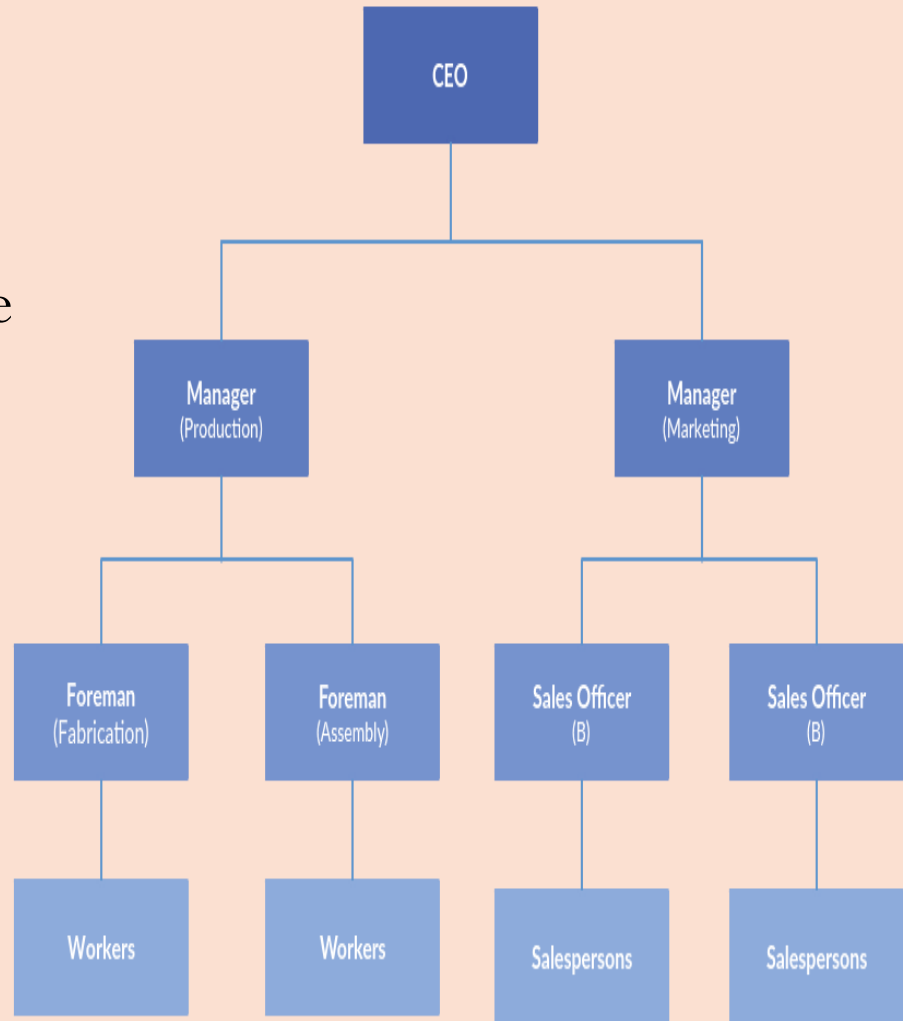 CEO
e
Manager
(Production)
Manager
(Marketing)
Foreman
(Fabrication)
Foreman
(Assembly)
Sales Officer
(B)
Sales Officer
(B)
Workers
Workers
Salespersons
Salespersons